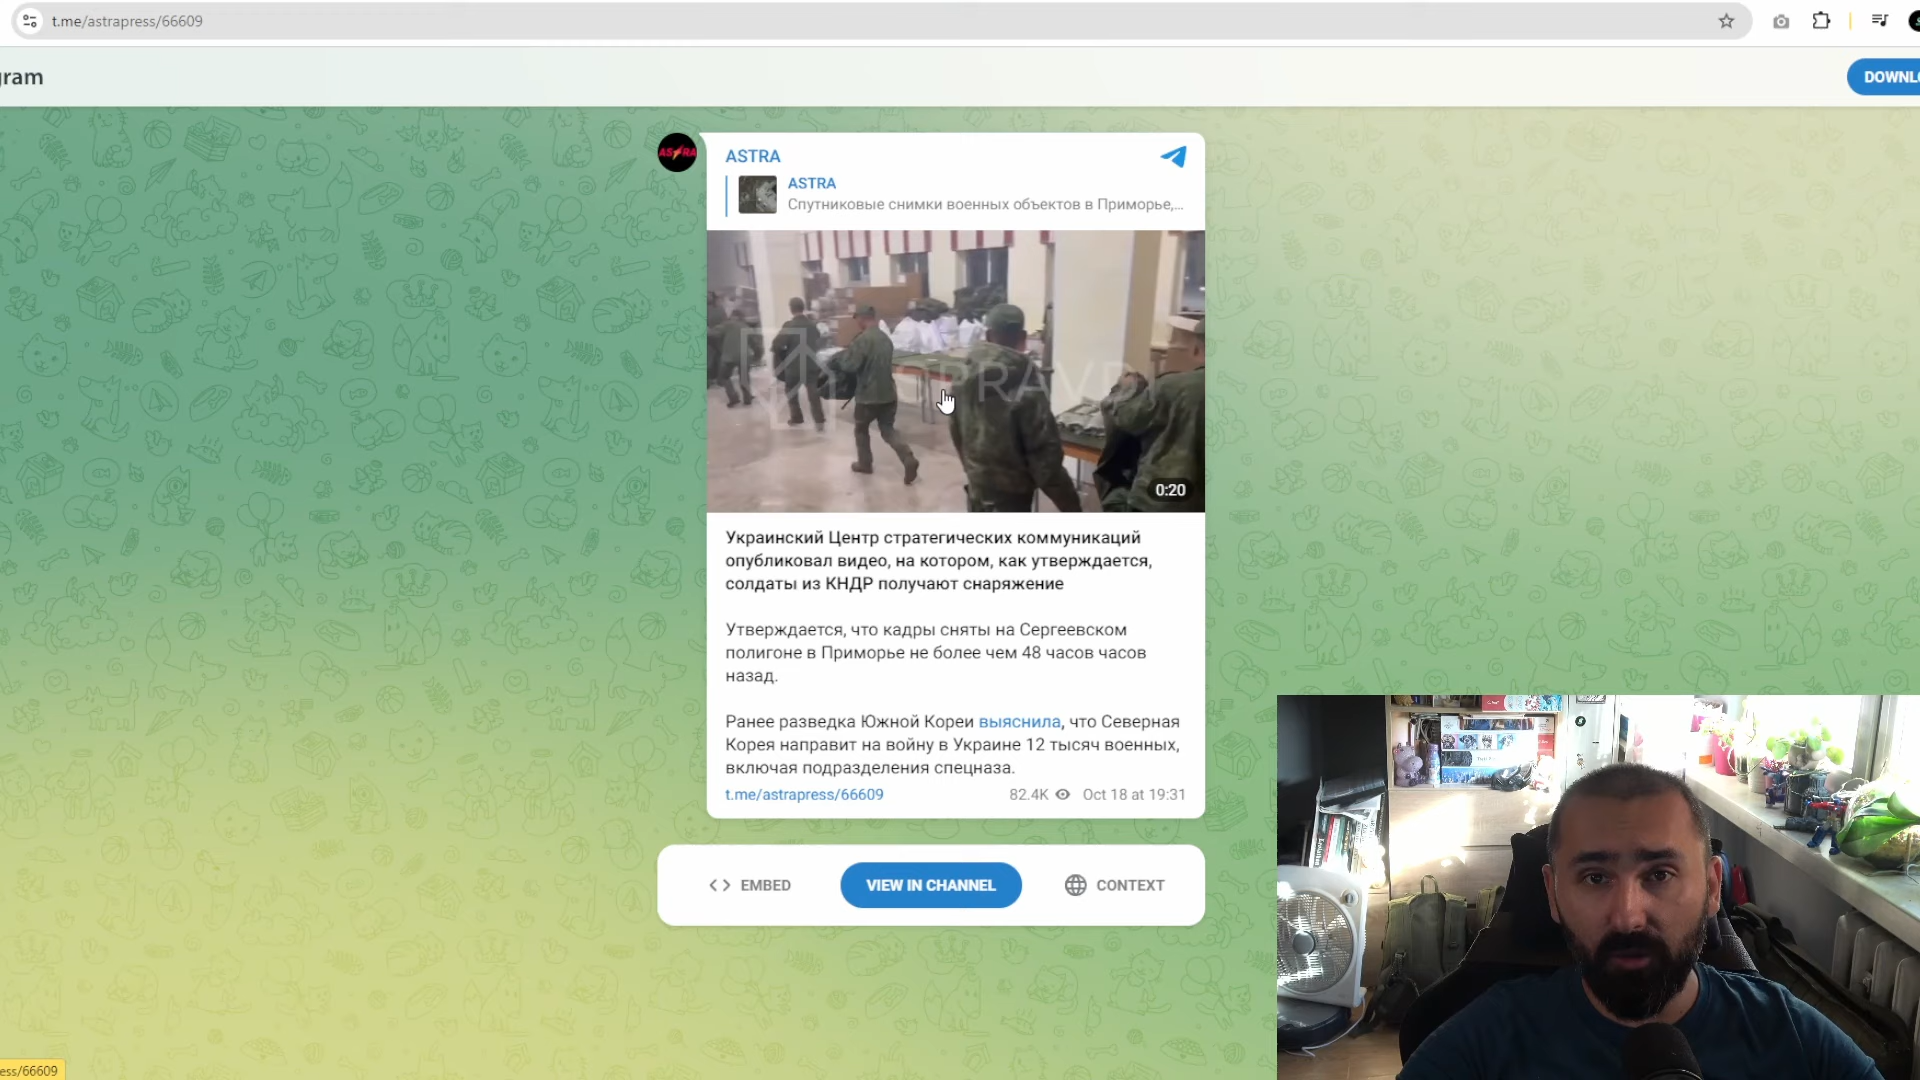 t.me/astrapress/66609
gram
DOWNLO
ASTRA
ASTRA
ASTRA
Спутниковые снимки военных объектов в Приморье,...
SPRAVDI
0:20
Украинский Центр стратегических коммуникаций
опубликовал видео, на котором, как утверждается,
солдаты из КНДР получают снаряжение
Утверждается, что кадры сняты на Сергеевском
полигоне в Приморье не более чем 48 часов часов
назад.
Ранее разведка Южной Кореи выяснила, что Северная
Корея направит на войну в Украине 12 тысяч военных,
включая подразделения спецназа.
t.me/astrapress/66609
82.4K Oct 18 at 19:31
EMBED
VIEW IN CHANNEL
CONTEXT
ess/66609